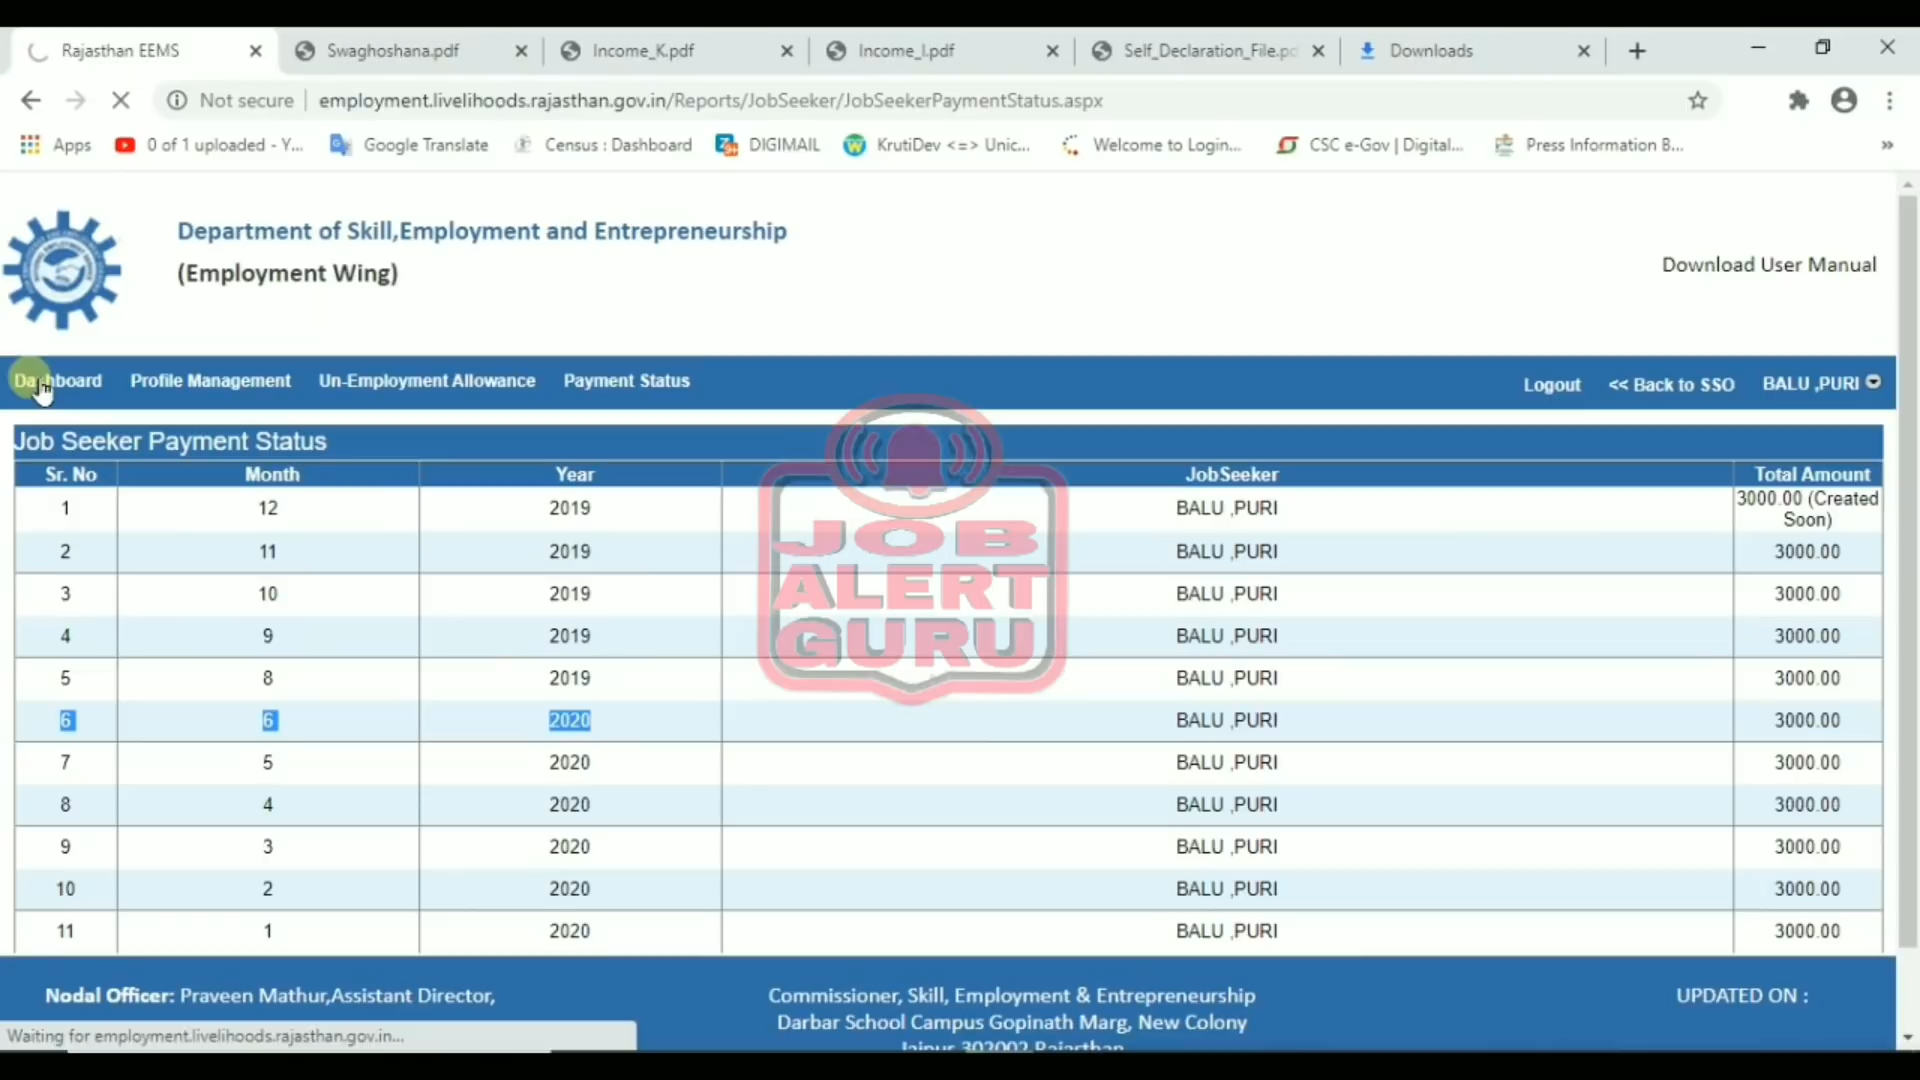 Rajasthan EEMS
Swaghoshana.pdf
Income_K.pdf
Income_I.pdf
Self_Declaration_File.pd
Downloads
Not secure
employment.livelihoods.rajasthan.gov.in/Reports/JobSeeker/JobSeekerPaymentStatus.aspx
Apps
0 of 1 uploaded - Y...
Google Translate
Census : Dashboard
DIGIMAIL
KrutiDev <=> Unic...
Welcome to Login...
CSC e-Gov | Digital...
Press Information B...
Department of Skill,Employment and Entrepreneurship
(Employment Wing)
Download User Manual
Dashboard Profile Management Un-Employment Allowance Payment Status
Logout << Back to SSO BALU ,PURI
Job Seeker Payment Status
Sr. No Month Year JobSeeker Total Amount
1 12 2019 BALU ,PURI 3000.00 (Created
Soon)
2 11 2019 BALU ,PURI 3000.00
3 10 2019 BALU ,PURI 3000.00
4 9 2019 BALU ,PURI 3000.00
5 8 2019 BALU ,PURI 3000.00
6 6 2020 BALU ,PURI 3000.00
7 5 2020 BALU ,PURI 3000.00
8 4 2020 BALU ,PURI 3000.00
9 3 2020 BALU ,PURI 3000.00
10 2 2020 BALU ,PURI 3000.00
11 1 2020 BALU ,PURI 3000.00
JOB
ALERT
GURU
Nodal Officer: Praveen Mathur,Assistant Director,
Commissioner, Skill, Employment & Entrepreneurship
Darbar School Campus Gopinath Marg, New Colony
Jaipur 302002,Rajasthan
UPDATED ON :
Waiting for employment.livelihoods.rajasthan.gov.in...